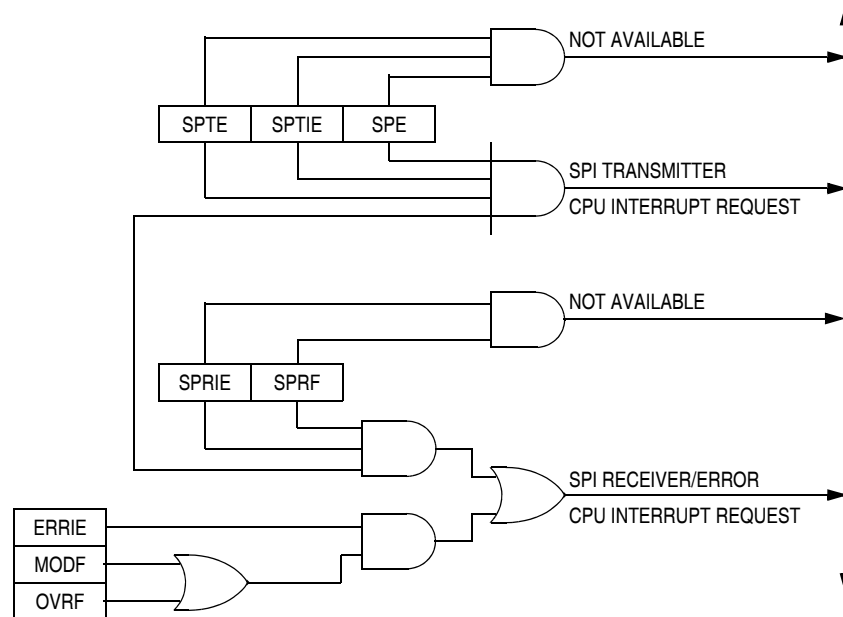 NOT AVAILABLE
SPTE SPTIE SPE
SPI TRANSMITTER
CPU INTERRUPT REQUEST
NOT AVAILABLE
SPRIE SPRF
SPI RECEIVER/ERROR
CPU INTERRUPT REQUEST
ERRIE
MODF
OVRF